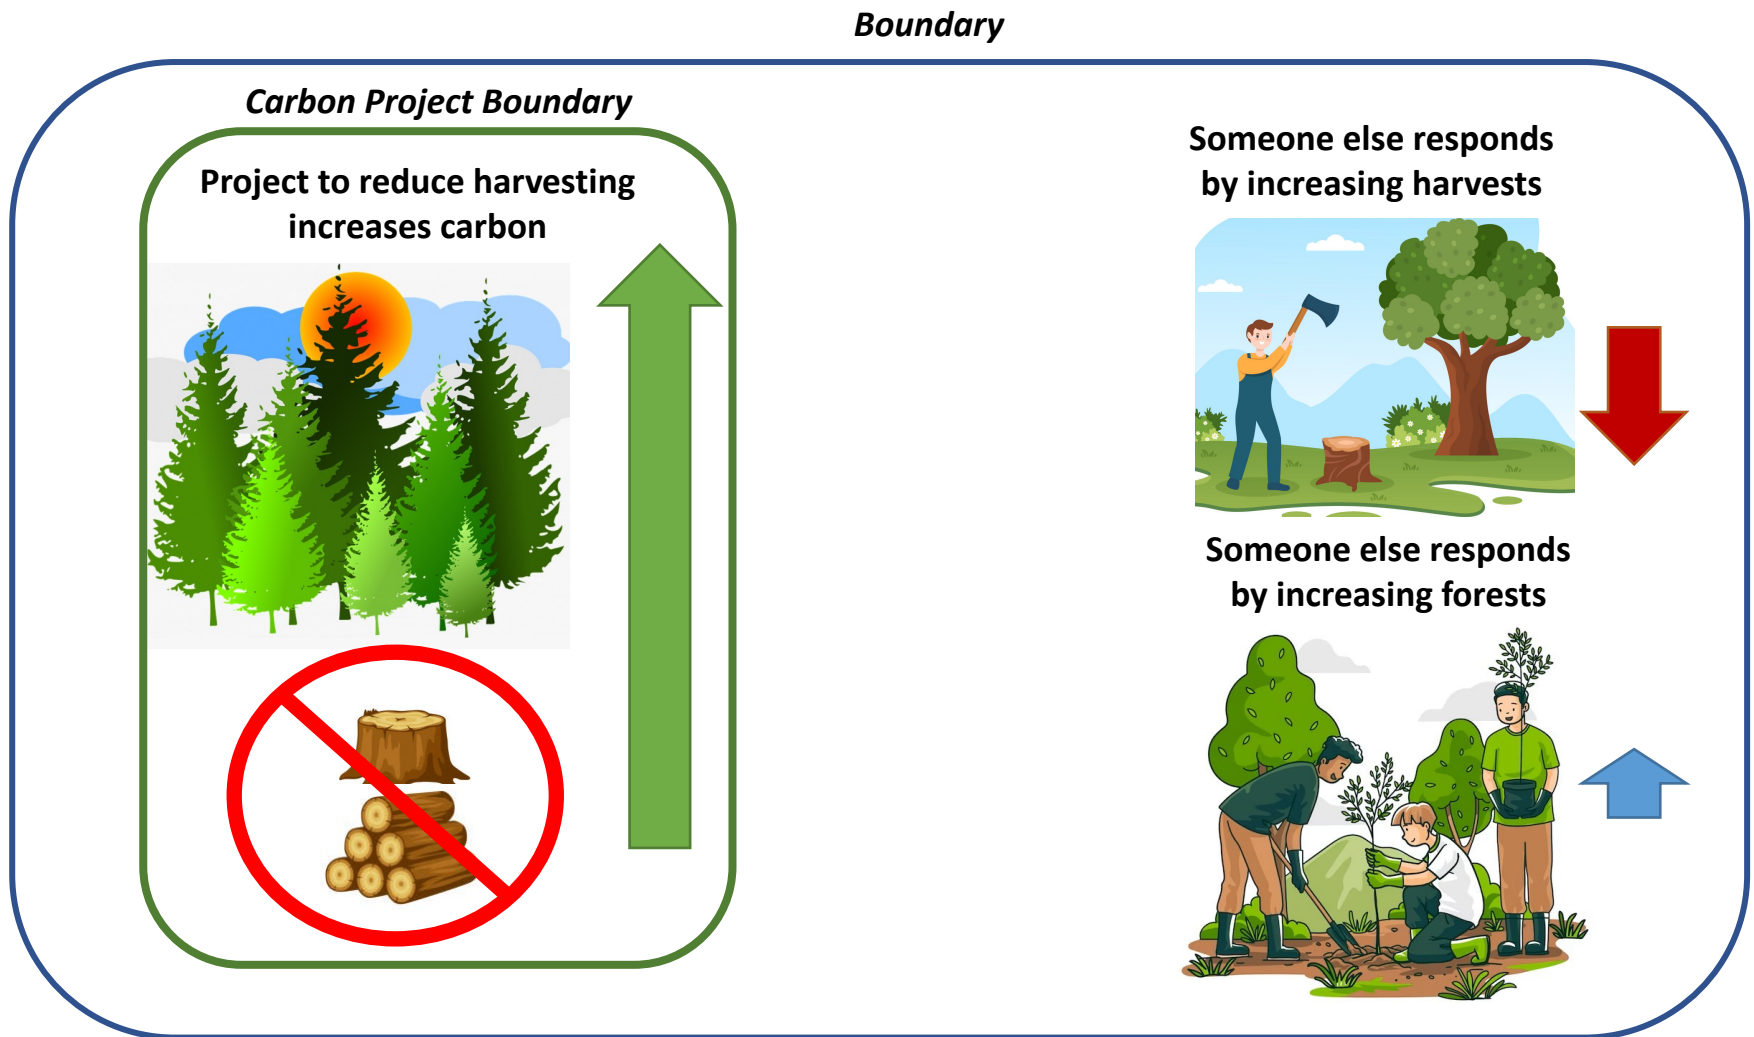 Boundary
Carbon Project Boundary
Project to reduce harvesting
increases carbon
Someone else responds
by increasing harvests
Someone else responds
by increasing forests